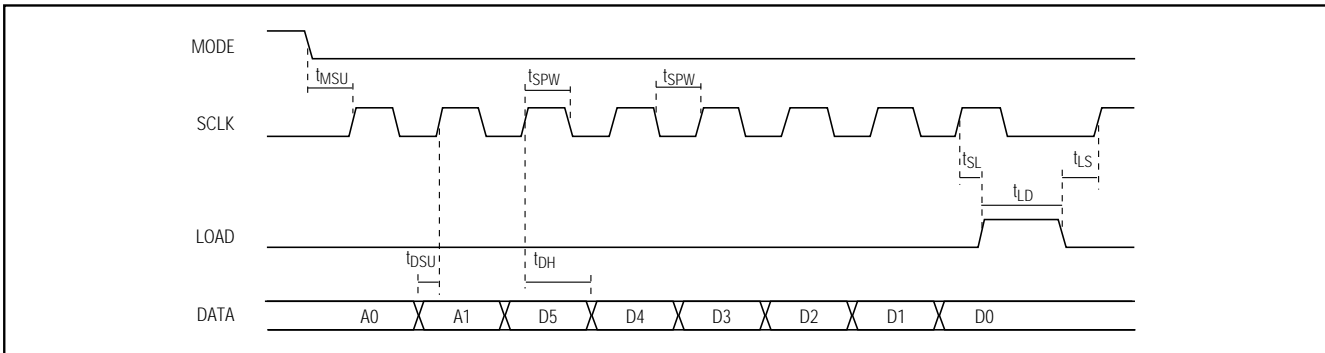 MODE
tMSU
tSPW
tSPW
SCLK
tSL
tLS
tLD
LOAD
tDSU
tDH
DATA
A0
A1
D5
D4
D3
D2
D1
D0